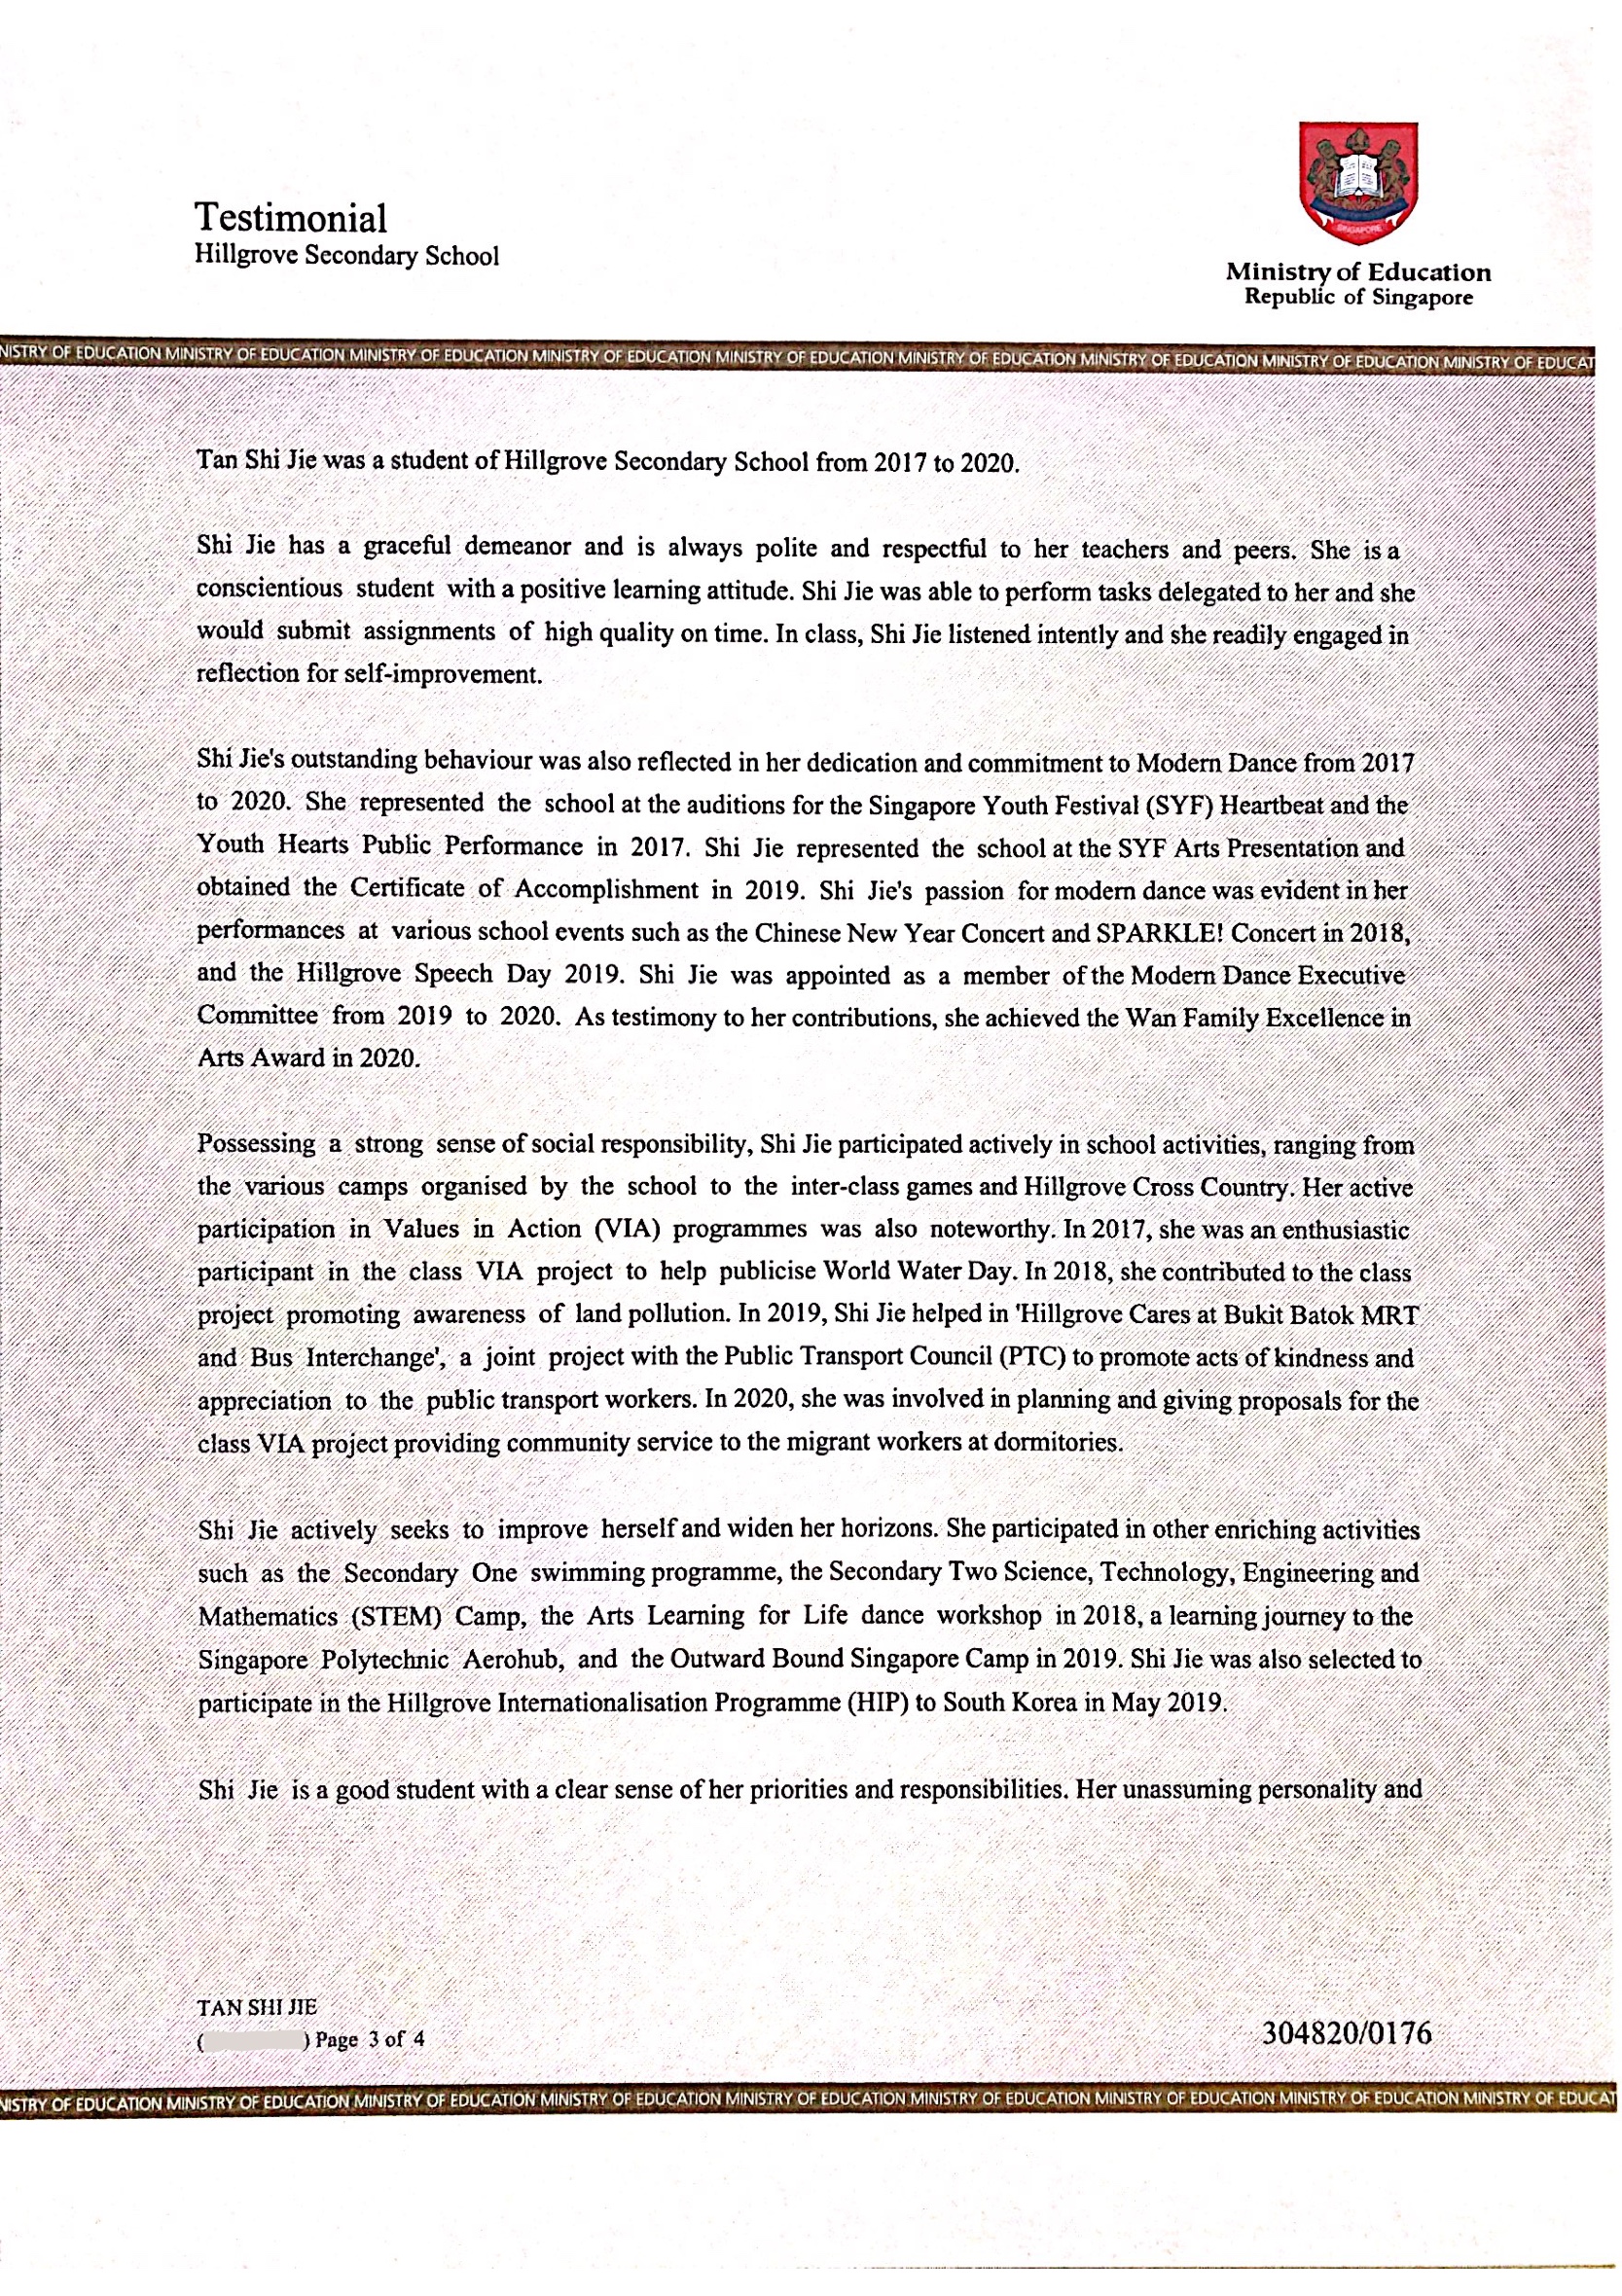 Testimonial
Hillgrove Secondary School
SINGAPORE
Ministry of Education
Republic of Singapore
NISTRY OF EDUCATION MINISTRY OF EDUCATION MINISTRY OF EDUCATION MINISTRY OF EDUCATION MINISTRY OF EDUCATION MINISTRY OF EDUCATION MINISTRY OF EDUCATION MINISTRY OF EDUCATION MINISTRY OF EDUCAT
Tan Shi Jie was a student of Hillgrove Secondary School from 2017 to 2020.
Shi Jie has a graceful demeanor and is always polite and respectful to her teachers and peers. She is a
conscientious student with a positive learning attitude. Shi Jie was able to perform tasks delegated to her and she
would submit assignments of high quality on time. In class, Shi Jie listened intently and she readily engaged in
reflection for self-improvement.
Shi Jie's outstanding behaviour was also reflected in her dedication and commitment to Modern Dance from 2017
to 2020. She represented the school at the auditions for the Singapore Youth Festival (SYF) Heartbeat and the
Youth Hearts Public Performance in 2017. Shi Jie represented the school at the SYF Arts Presentation and
obtained the Certificate of Accomplishment in 2019. Shi Jie's passion for modern dance was evident in her
performances at various school events such as the Chinese New Year Concert and SPARKLE! Concert in 2018,
and the Hillgrove Speech Day 2019. Shi Jie was appointed as a member of the Modern Dance Executive
Committee from 2019 to 2020. As testimony to her contributions, she achieved the Wan Family Excellence in
Arts Award in 2020.
Possessing a strong sense of social responsibility, Shi Jie participated actively in school activities, ranging from
the various camps organised by the school to the inter-class games and Hillgrove Cross Country. Her active
participation in Values in Action (VIA) programmes was also noteworthy. In 2017, she was an enthusiastic
participant in the class VIA project to help publicise World Water Day. In 2018, she contributed to the class
project promoting awareness of land pollution. In 2019, Shi Jie helped in 'Hillgrove Cares at Bukit Batok MRT
and Bus Interchange', a joint project with the Public Transport Council (PTC) to promote acts of kindness and
appreciation to the public transport workers. In 2020, she was involved in planning and giving proposals for the
class VIA project providing community service to the migrant workers at dormitories.
Shi Jie actively seeks to improve herself and widen her horizons. She participated in other enriching activities
such as the Secondary One swimming programme, the Secondary Two Science, Technology, Engineering and
Mathematics (STEM) Camp, the Arts Learning for Life dance workshop in 2018, a learning journey to the
Singapore Polytechnic Aerohub, and the Outward Bound Singapore Camp in 2019. Shi Jie was also selected to
participate in the Hillgrove Internationalisation Programme (HIP) to South Korea in May 2019.
Shi Jie is a good student with a clear sense of her priorities and responsibilities. Her unassuming personality and
TAN SHI JIE
( ) Page 3 of 4
304820/0176
NISTRY OF EDUCATION MINISTRY OF EDUCATION MINISTRY OF EDUCATION MINISTRY OF EDUCATION MINISTRY OF EDUCATION MINISTRY OF EDUCATION MINISTRY OF EDUCATION MINISTRY OF EDUCATION MINISTRY OF EDUCAT